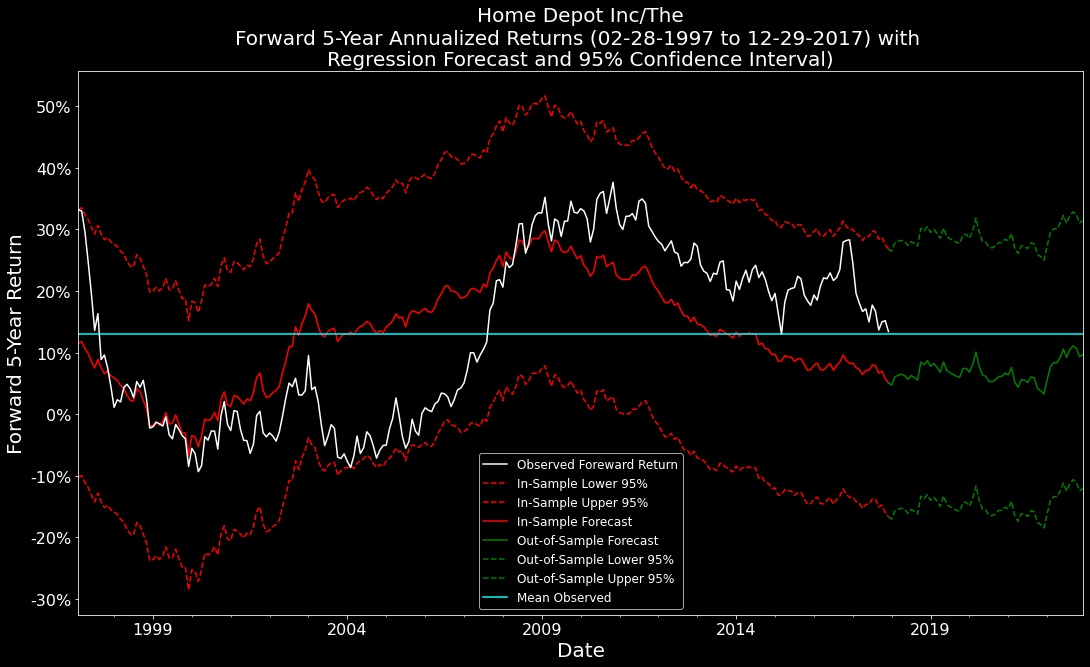 Home Depot Inc/The
Forward 5-Year Annualized Returns (02-28-1997 to 12-29-2017) with
Regression Forecast and 95% Confidence Interval)
Forward 5-Year Return
50%
40%
30%
20%
10%
0%
-10%
-20%
-30%
Observed Foreward Return
In-Sample Lower 95%
In-Sample Upper 95%
In-Sample Forecast
Out-of-Sample Forecast
Out-of-Sample Lower 95%
Out-of-Sample Upper 95%
Mean Observed
1999
2004
2009
2014
2019
Date